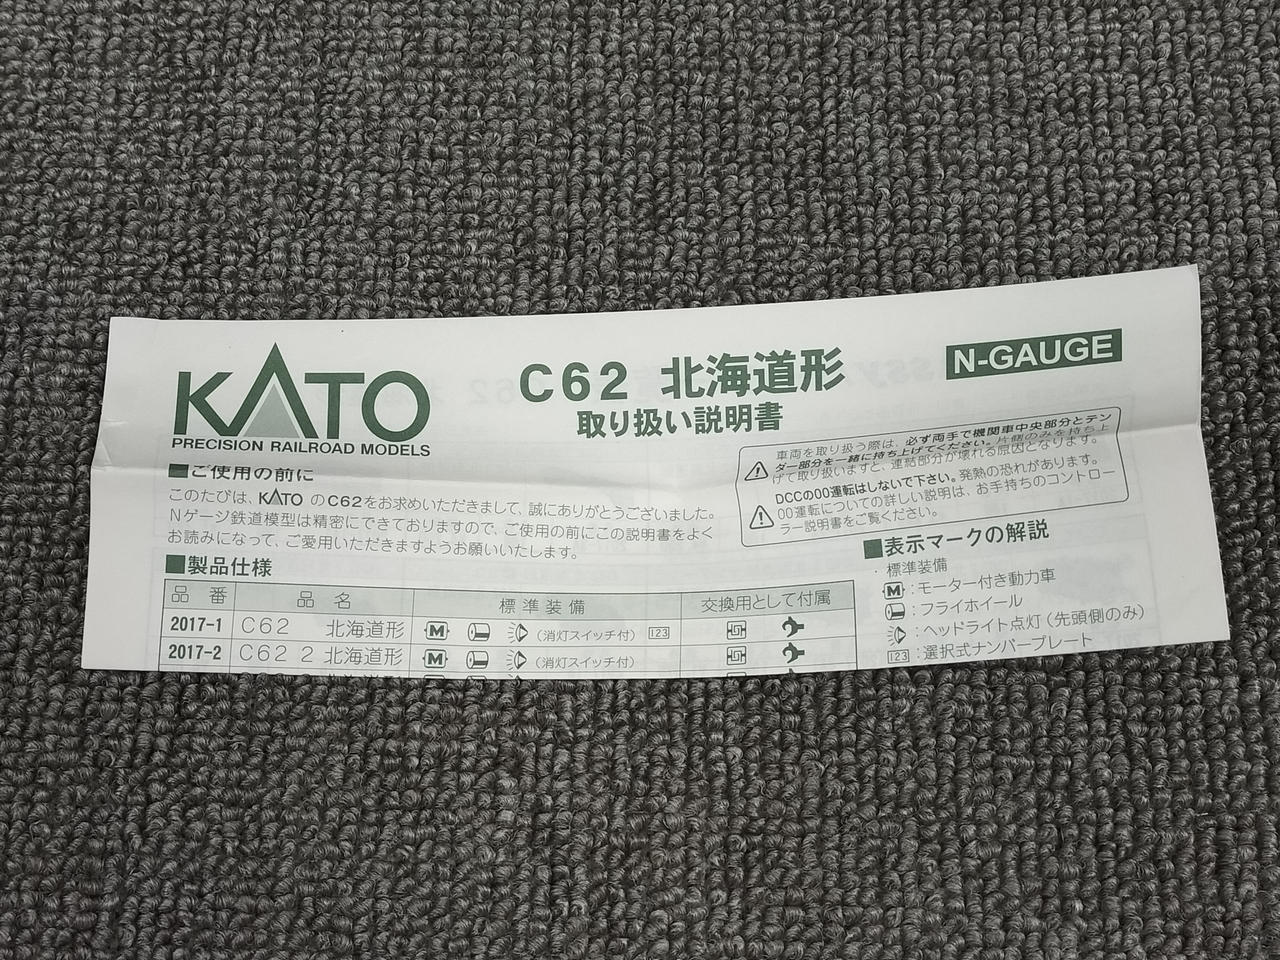 KATO
PRECISION RAILROAD MODELS
C62 北海道形
取り扱い説明書
N-GAUGE
車両を取り扱う際は、必ず両手で機関車中央部分とテン
ダー部分を一緒に持ち上げてください。片側のみを持ち上
げて取り扱いますと、連結部分が壊れる原因となります。
DCCの00運転はしないで下さい。発熱の恐れがあります。
00運転についての詳しい説明は、お手持ちのコントロー
ラー説明書をご覧ください。
■ご使用の前に
このたびは、KATOのC62をお求めいただきまして、誠にありがとうございました。
Nゲージ鉄道模型は精密にできておりますので、ご使用の前にこの説明書をよく
お読みになって、ご愛用いただきますようお願いいたします。
■製品仕様
品番 品名 標準装備 交換用として付属
2017-1 C62 北海道形 M (消灯スイッチ付) 123
2017-2 C62 2 北海道形 M (消灯スイッチ付)
■表示マークの解説
・標準装備
M：モーター付き動力車
：フライホイール
：ヘッドライト点灯(先頭側のみ)
123：選択式ナンバープレート